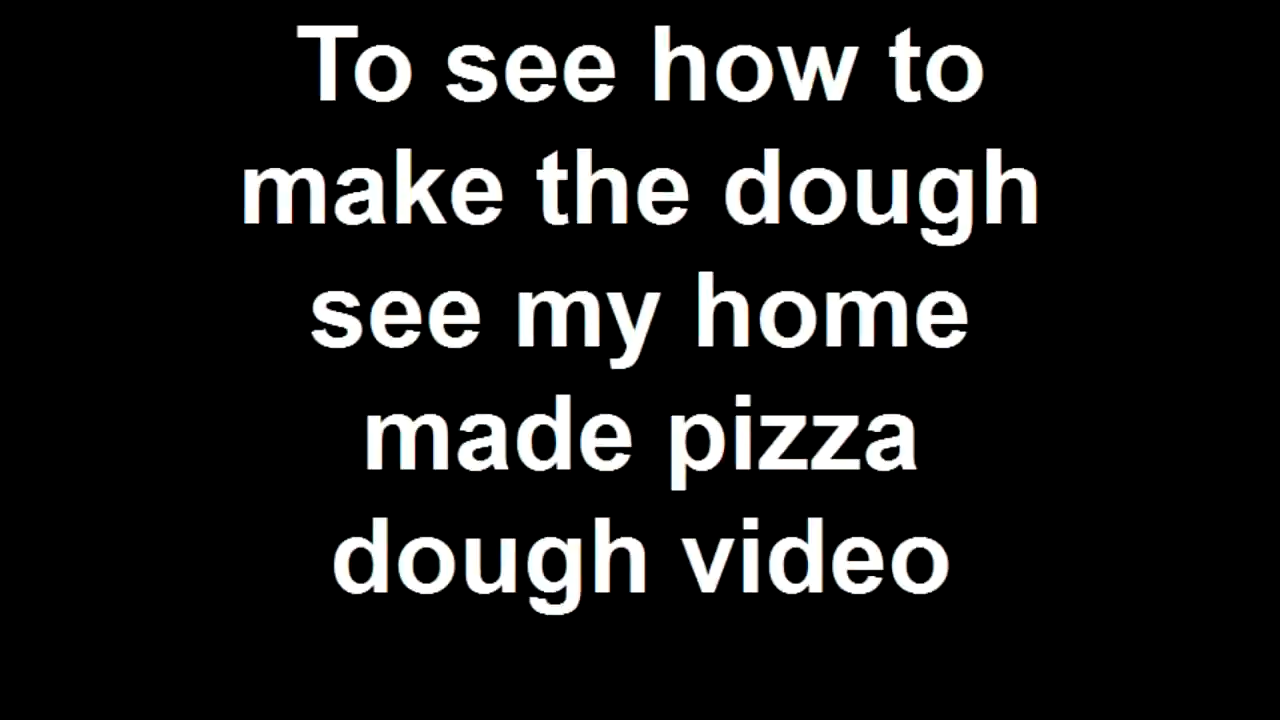 To see how to
make the dough
see my home
made pizza
dough video